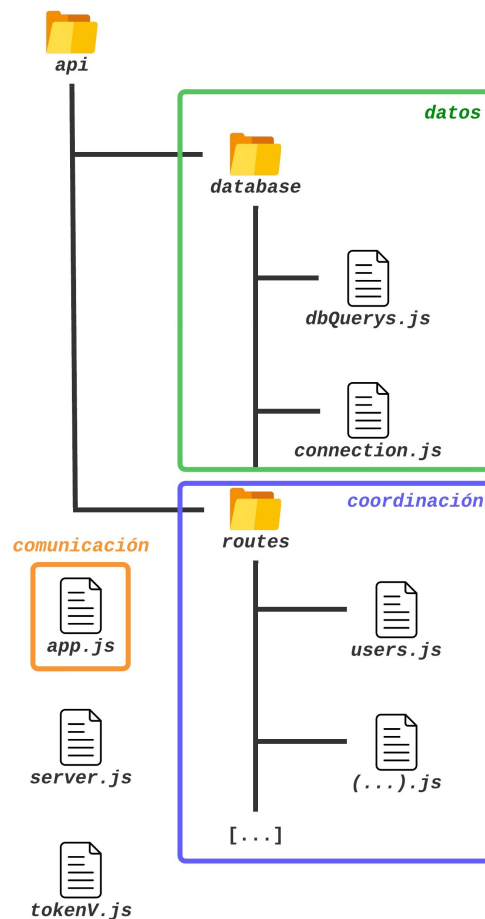 api
datos
database
dbQuerys.js
connection.js
coordinación
routes
comunicación
app.js
users.js
server.js
(...).js
[...]
tokenV.js